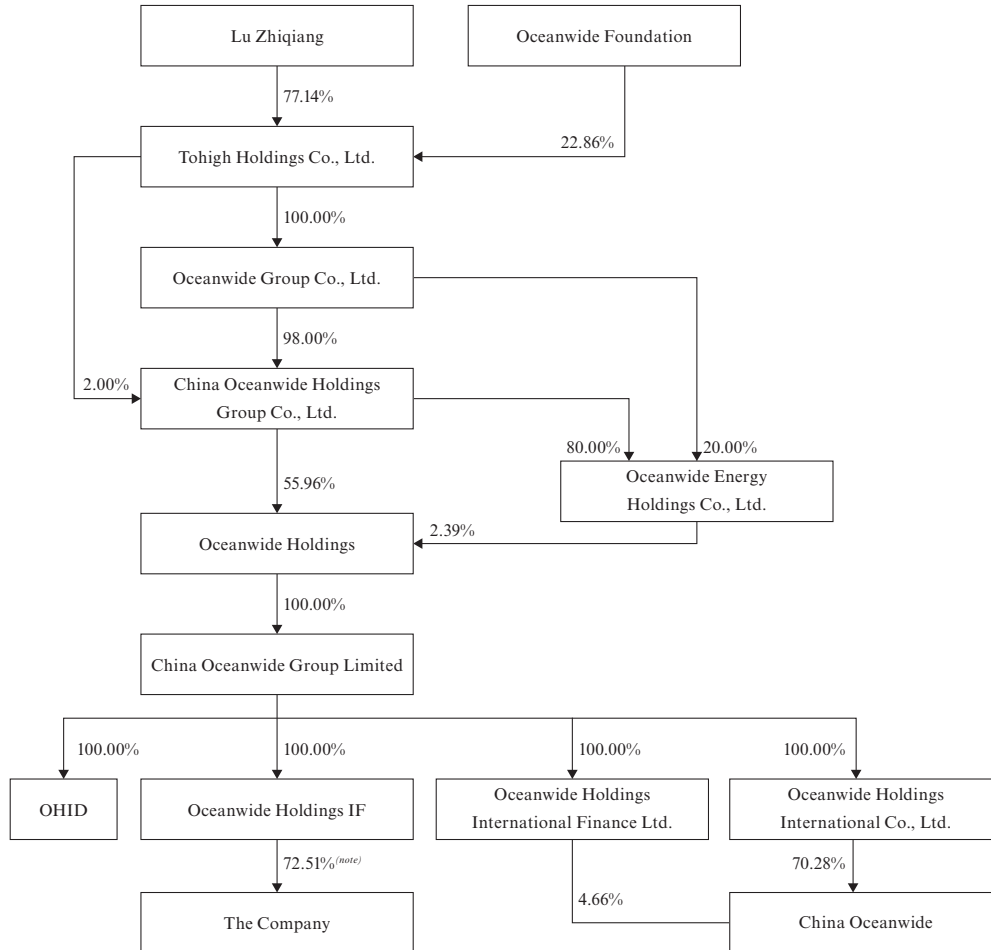 Lu Zhiqiang
Oceanwide Foundation
77.14%
22.86%
Tohigh Holdings Co., Ltd.
100.00%
Oceanwide Group Co., Ltd.
98.00%
2.00%
China Oceanwide Holdings
Group Co., Ltd.
80.00%
20.00%
55.96%
Oceanwide Energy
Holdings Co., Ltd.
2.39%
Oceanwide Holdings
100.00%
China Oceanwide Group Limited
100.00%
100.00%
100.00%
100.00%
OHID
Oceanwide Holdings IF
Oceanwide Holdings
International Finance Ltd.
Oceanwide Holdings
International Co., Ltd.
72.51%(note)
70.28%
4.66%
The Company
China Oceanwide